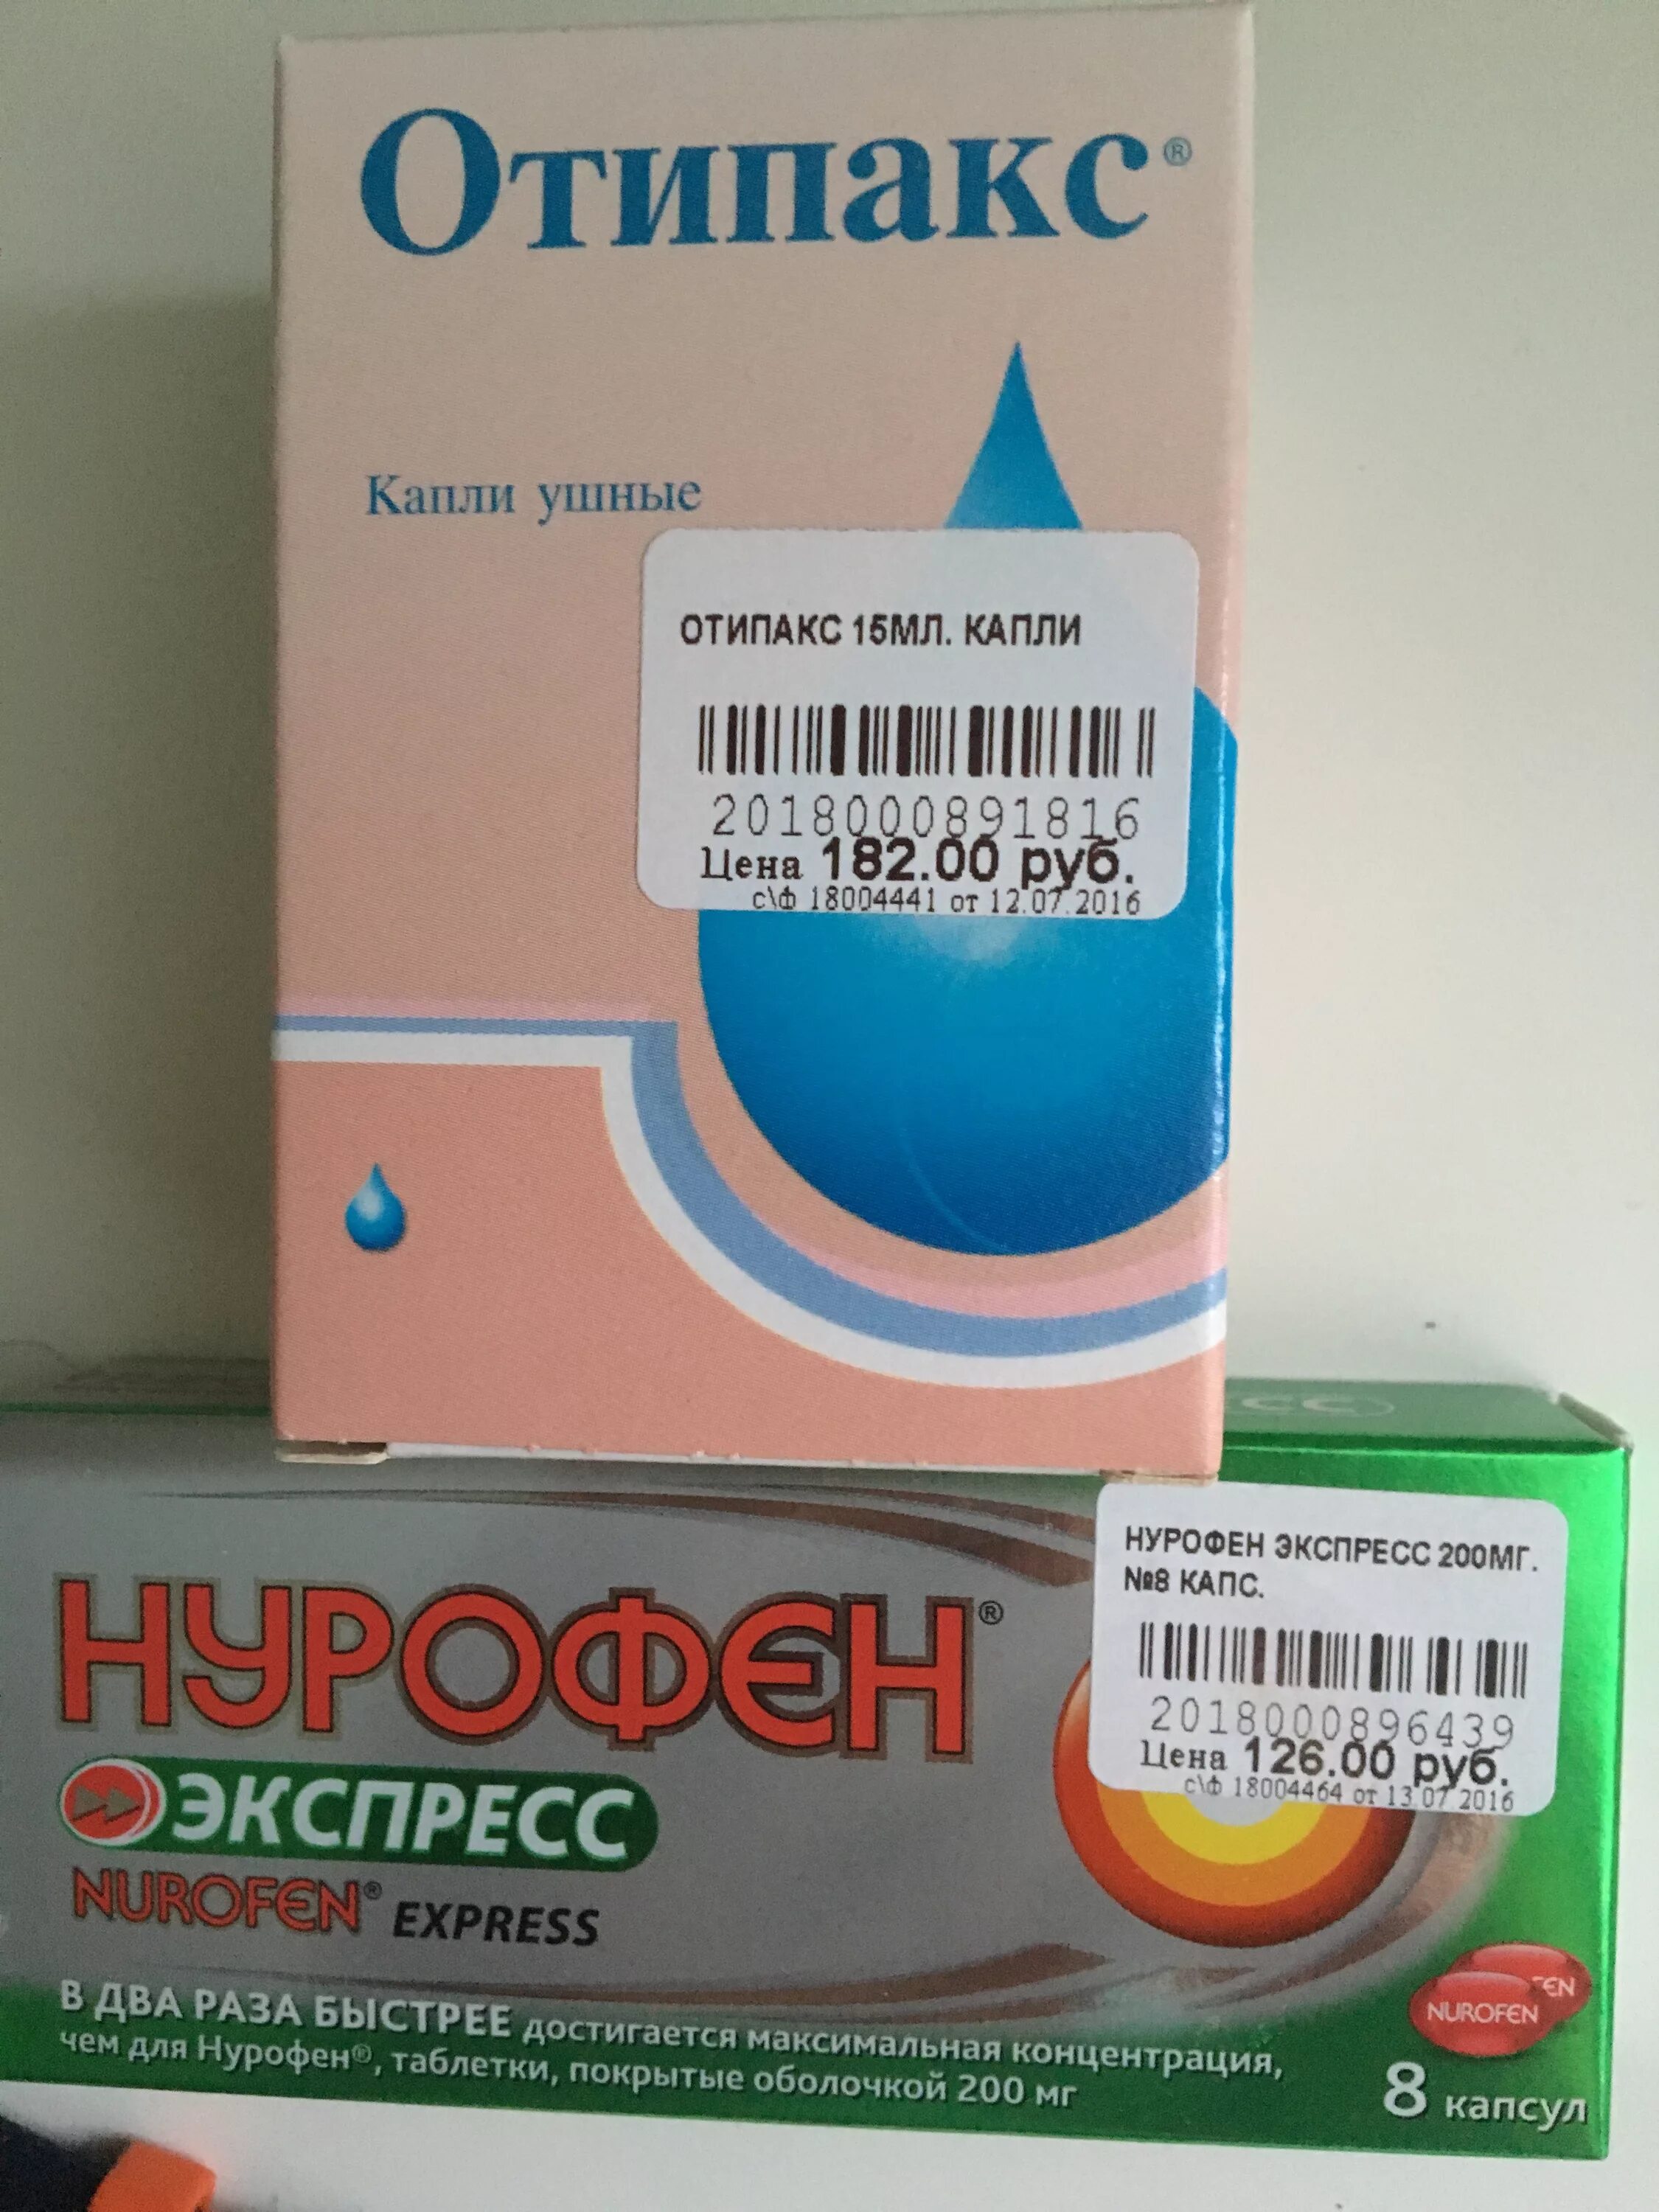 Отипакс®
Капли ушные
ОТИПАКС 15МЛ. КАПЛИ
2018000891816
Цена 182.00 руб.
с\ф 18004441 от 12.07.2016
СС
НУРОФЕН ЭКСПРЕСС 200МГ.
№8 КАПС.
2018000896439
Цена 126.00 руб.
с\ф 18004464 от 13.07.2016
НУРОФЕН®
ЭКСПРЕСС
NUROFEN® EXPRESS
В ДВА РАЗА БЫСТРЕЕ достигается максимальная концентрация,
чем для Нурофен®, таблетки, покрытые оболочкой 200 мг
EN
NUROFEN
8 капсул